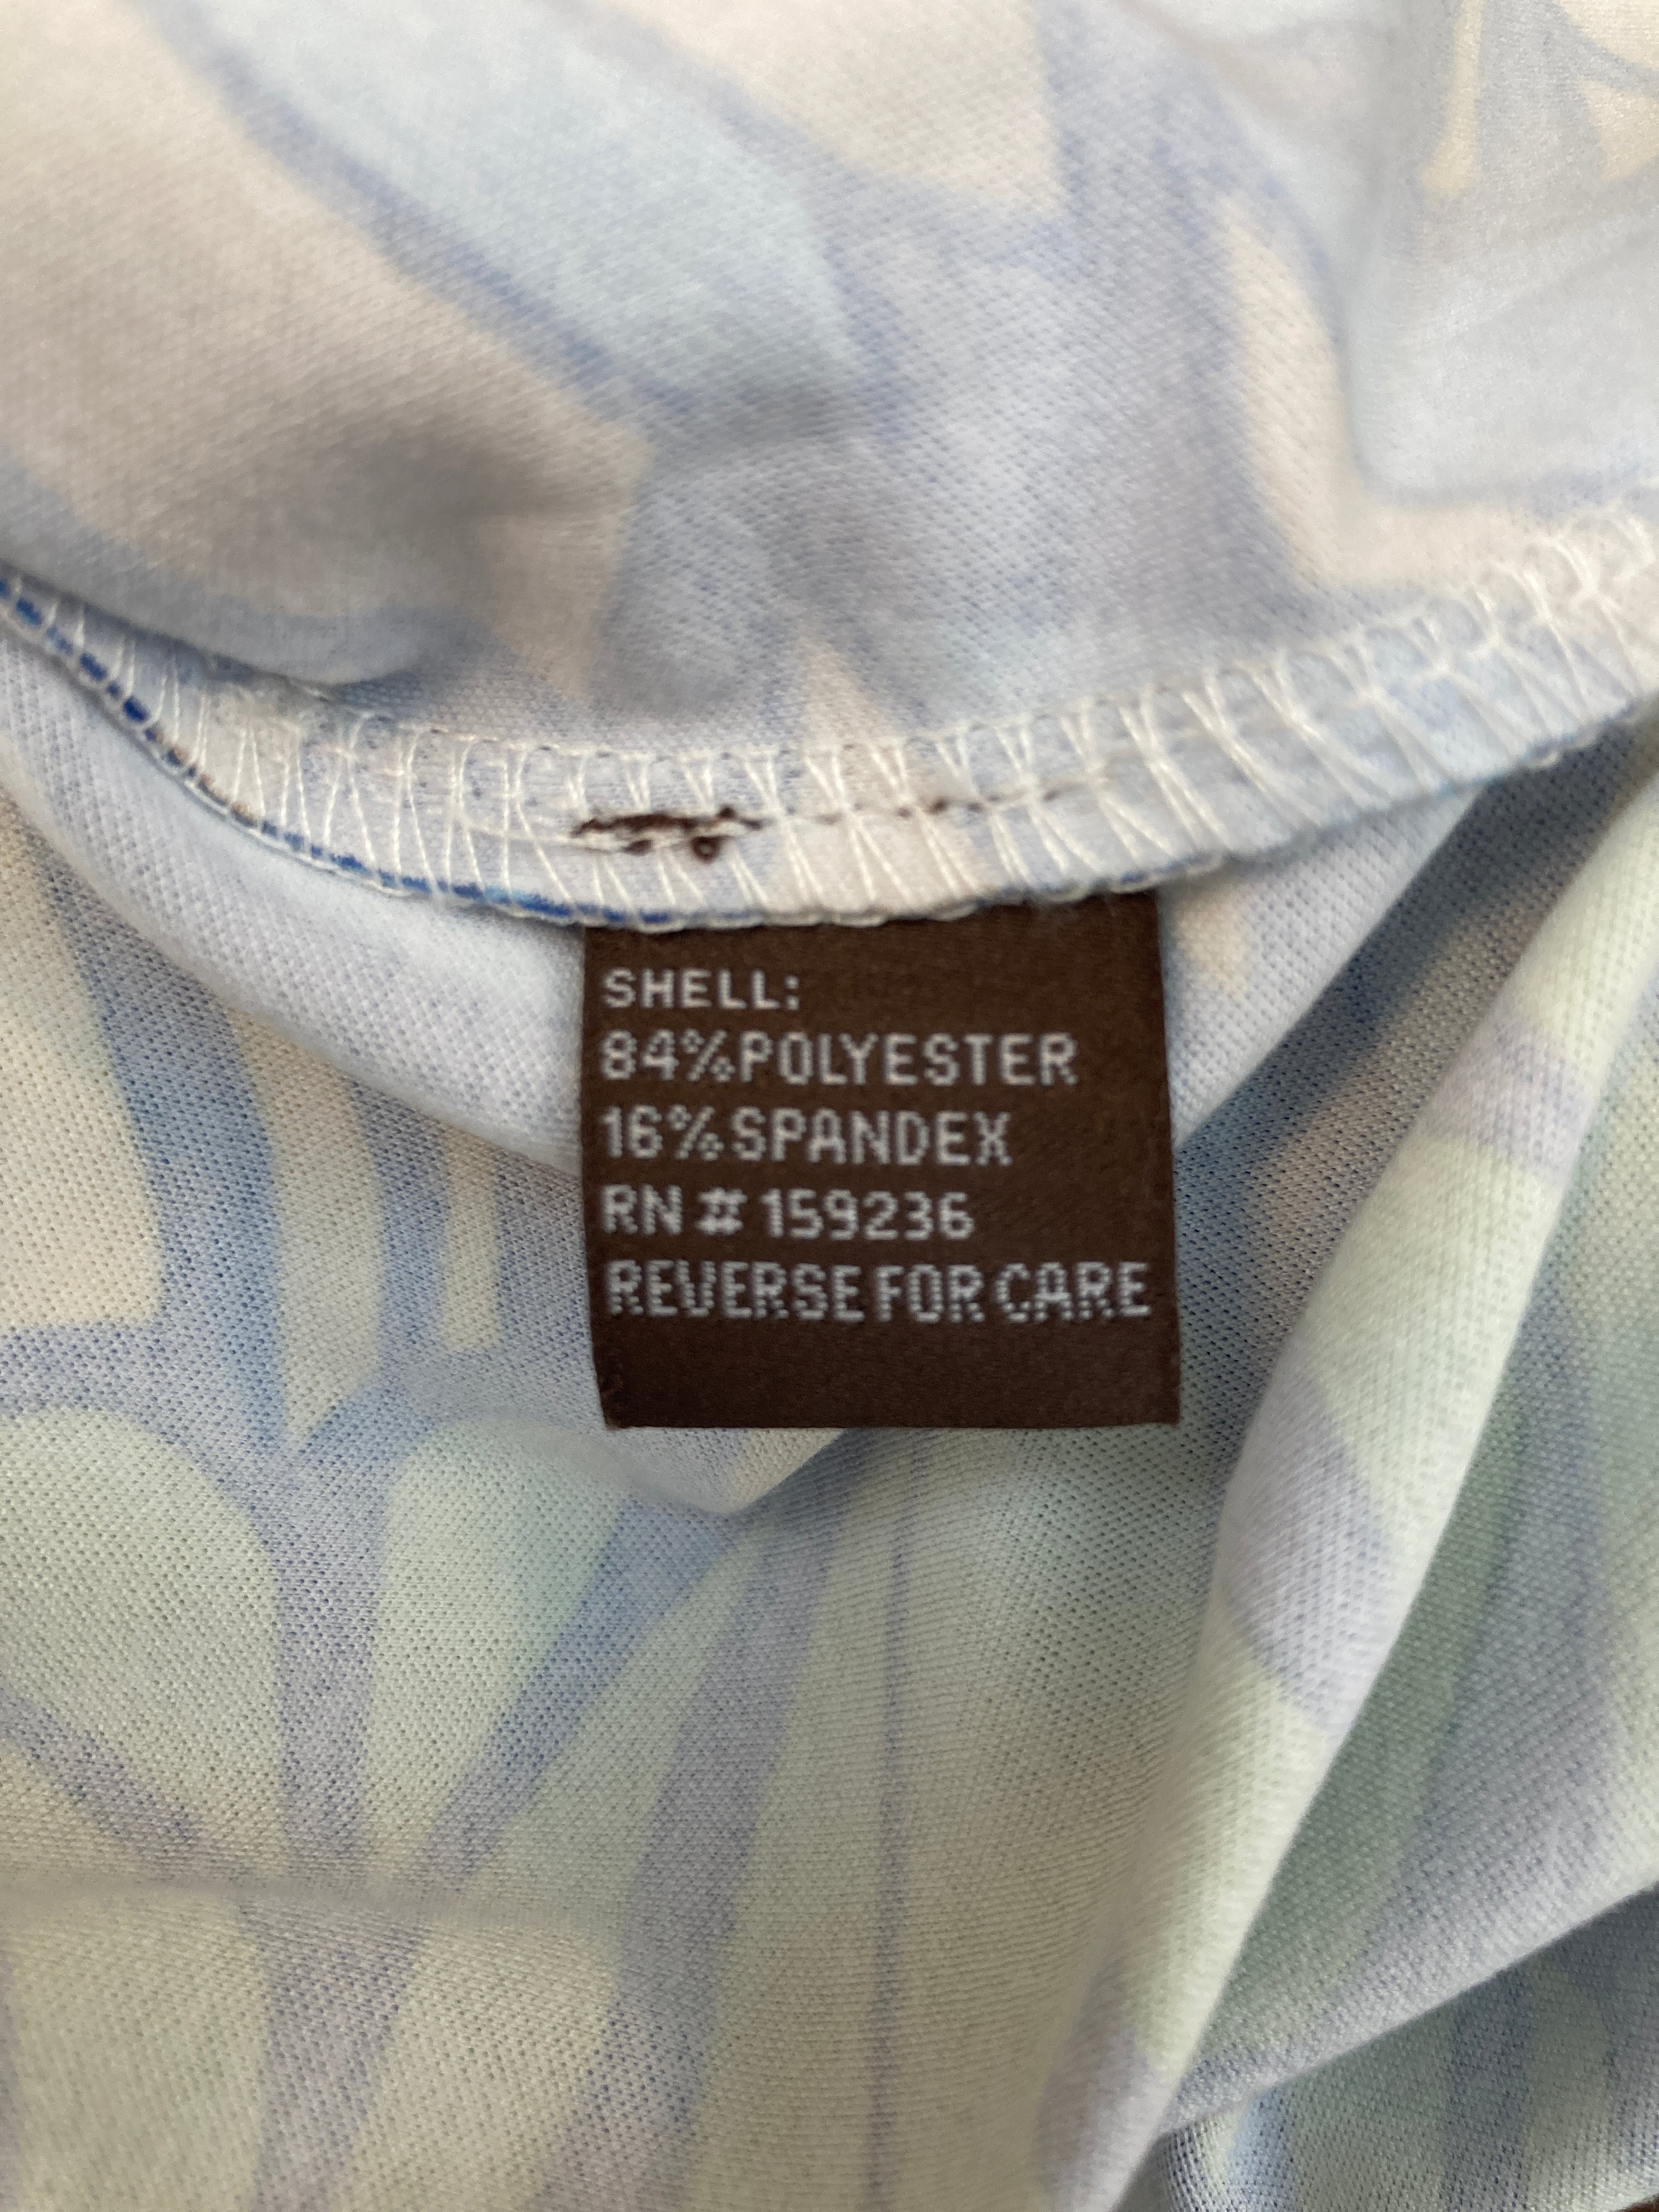 SHELL:
84%POLYESTER
16%SPANDEX
RN#159236
REVERSE FOR CARE